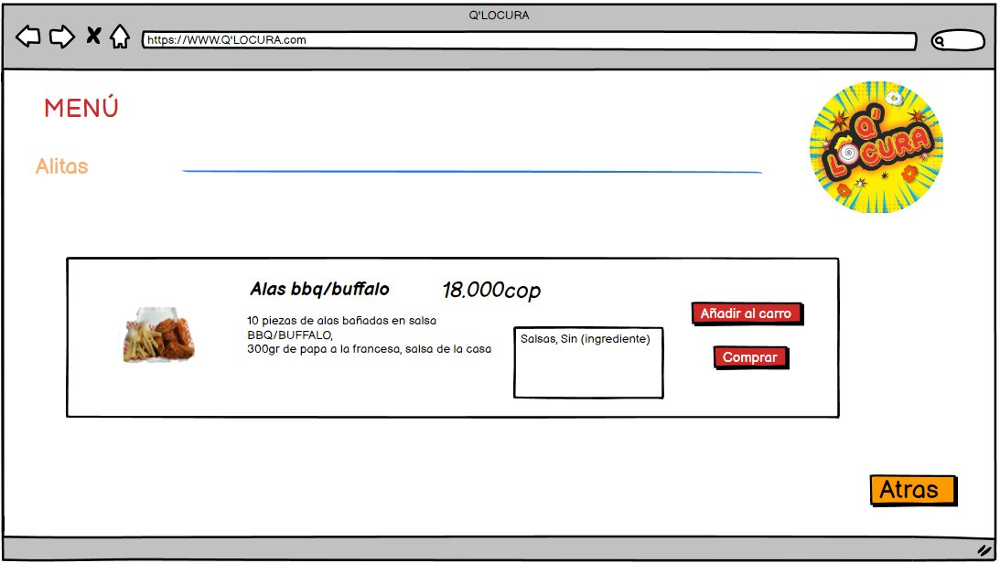 Q'LOCURA
https://WWW.Q'LOCURA.com
MENÚ
Q'
LOCURA
Alitas
Alas bbq/buffalo
18.000cop
10 piezas de alas bañadas en salsa
BBQ/BUFFALO,
300gr de papa a la francesa, salsa de la casa
Salsas, Sin (ingrediente)
Añadir al carro
Comprar
Atras